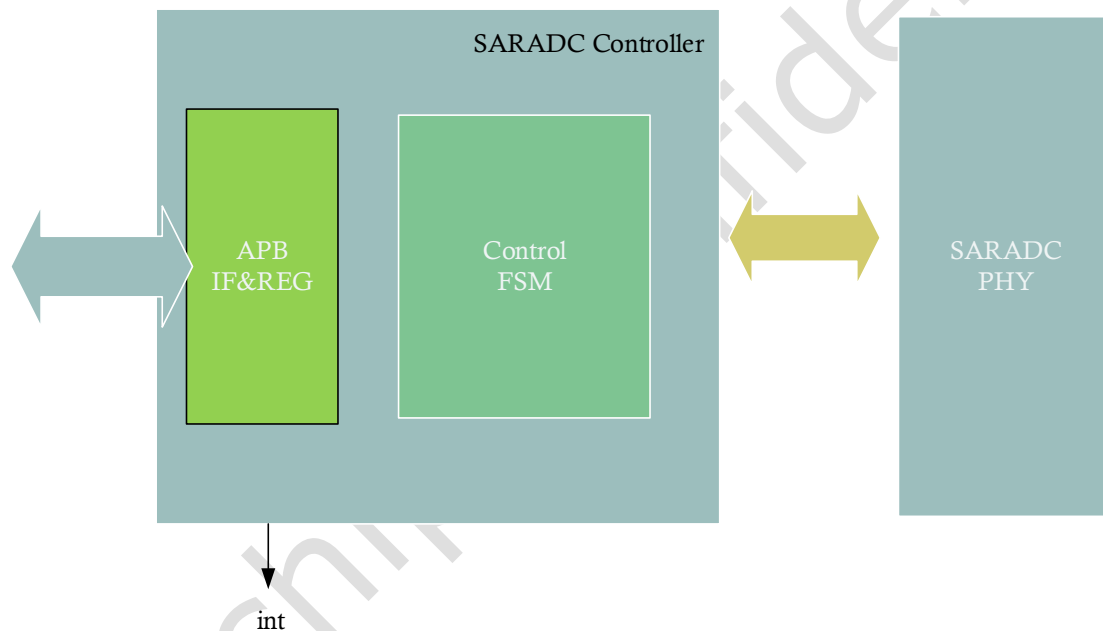 SARADC Controller
APB
IF&REG
Control
FSM
SARADC
PHY
int